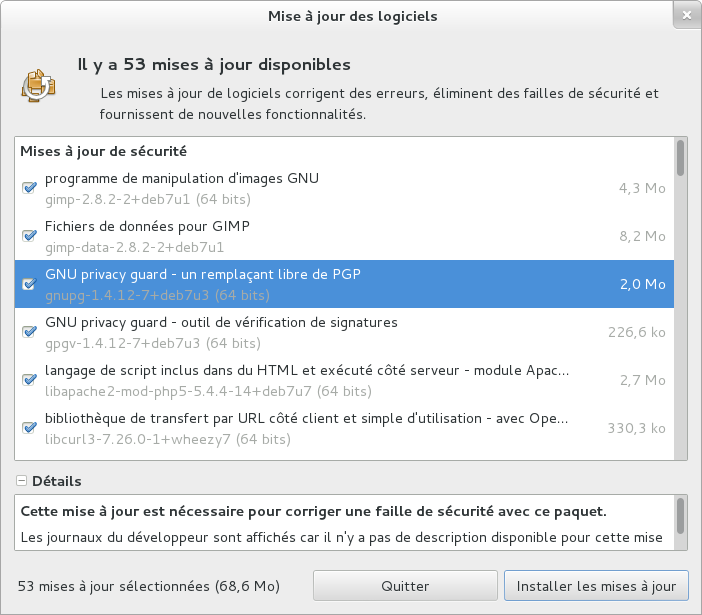 Mise à jour des logiciels
Il y a 53 mises à jour disponibles
Les mises à jour de logiciels corrigent des erreurs, éliminent des failles de sécurité et
fournissent de nouvelles fonctionnalités.
Mises à jour de sécurité
programme de manipulation d'images GNU
gimp-2.8.2-2+deb7u1 (64 bits)
4,3 Mo
Fichiers de données pour GIMP
gimp-data-2.8.2-2+deb7u1
8,2 Mo
GNU privacy guard - un remplaçant libre de PGP
gnupg-1.4.12-7+deb7u3 (64 bits)
2,0 Mo
GNU privacy guard - outil de vérification de signatures
gpgv-1.4.12-7+deb7u3 (64 bits)
226,6 ko
langage de script inclus dans du HTML et exécuté côté serveur - module Apac...
libapache2-mod-php5-5.4.4-14+deb7u7 (64 bits)
2,7 Mo
bibliothèque de transfert par URL côté client et simple d'utilisation - avec Ope...
libcurl3-7.26.0-1+wheezy7 (64 bits)
330,3 ko
Détails
Cette mise à jour est nécessaire pour corriger une faille de sécurité avec ce paquet.
Les journaux du développeur sont affichés car il n'y a pas de description disponible pour cette mise
53 mises à jour sélectionnées (68,6 Mo)
Quitter
Installer les mises à jour